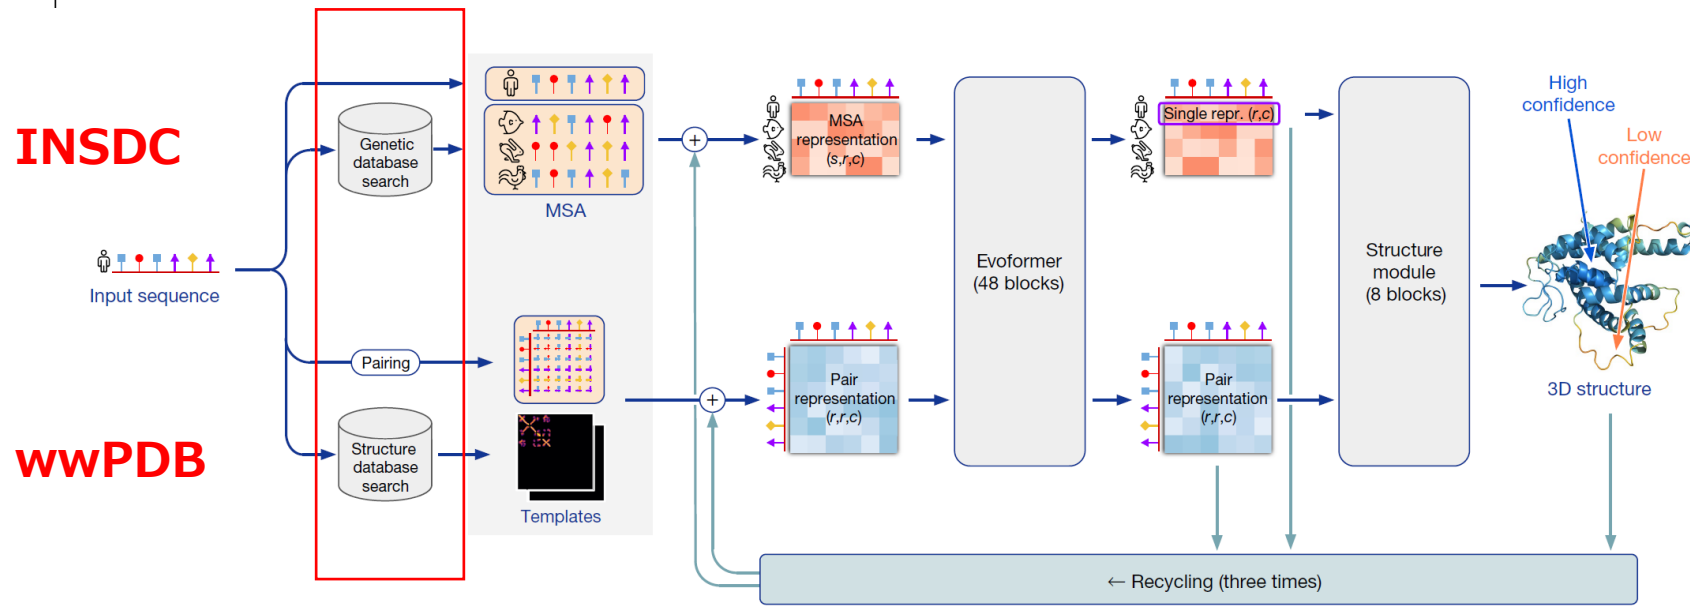 INSDC
wwPDB
Input sequence
Genetic
database
search
Pairing
Structure
database
search
MSA
Templates
+
+
MSA
representation
(s,r,c)
Pair
representation
(r,r,c)
Evoformer
(48 blocks)
Single repr. (r,c)
Pair
representation
(r,r,c)
Structure
module
(8 blocks)
High
confidence
Low
confidence
3D structure
← Recycling (three times)